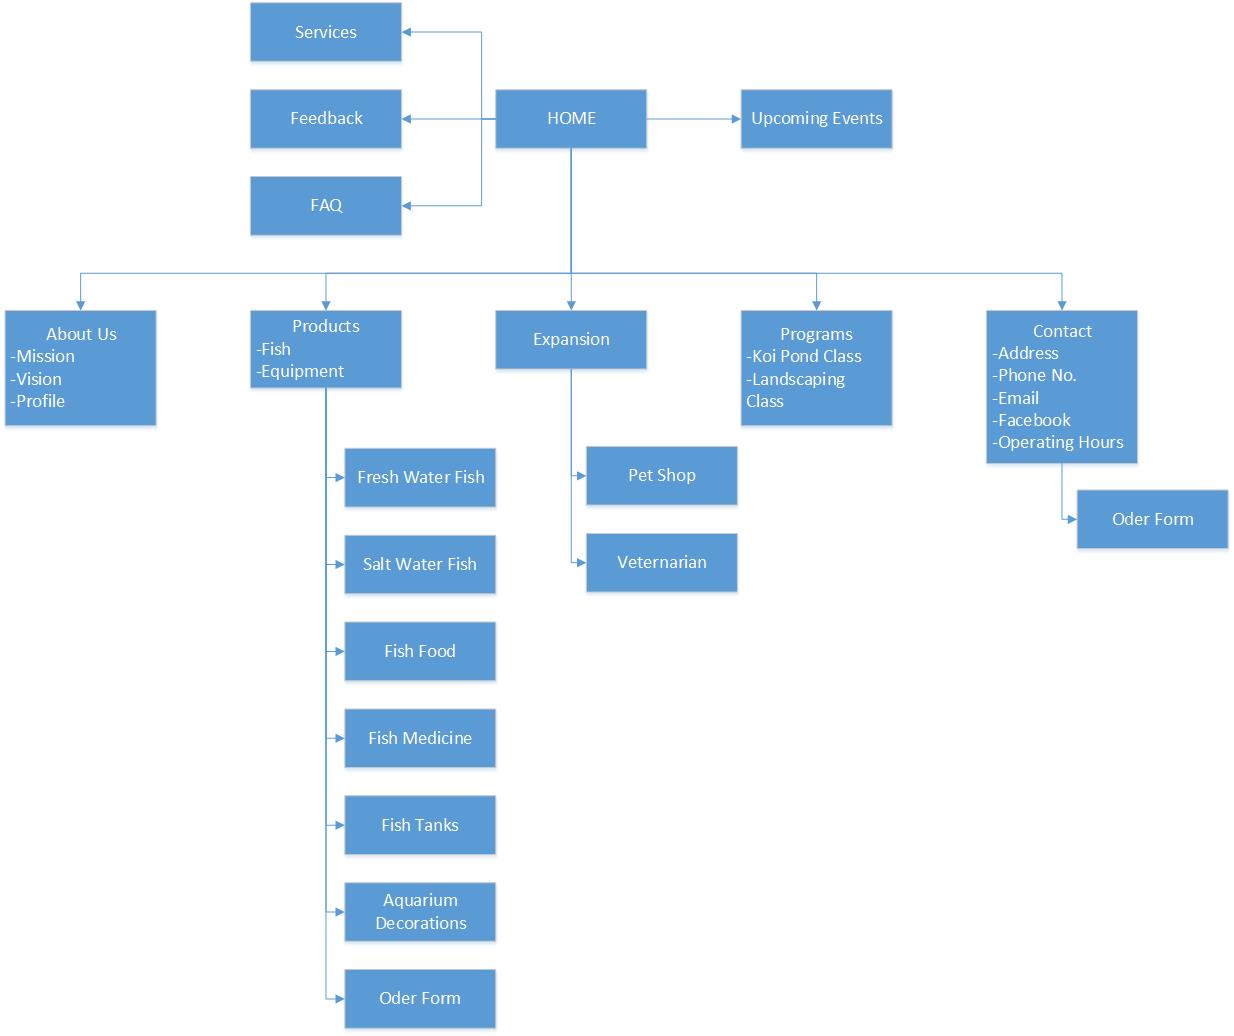 Services
Feedback
HOME
Upcoming Events
FAQ
About Us
-Mission
-Vision
-Profile
Products
-Fish
-Equipment
Expansion
Programs
-Koi Pond Class
-Landscaping
Class
Contact
-Address
-Phone No.
-Email
-Facebook
-Operating Hours
Fresh Water Fish
Salt Water Fish
Fish Food
Fish Medicine
Fish Tanks
Aquarium
Decorations
Oder Form
Pet Shop
Veternarian
Oder Form